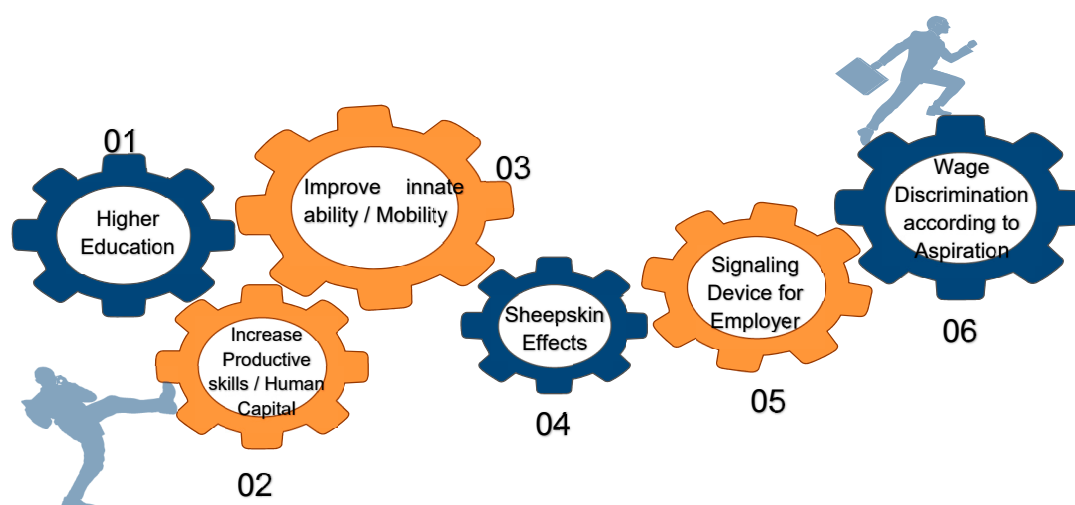 01
Higher
Education
02
Increase
Productive
skills / Human
Capital
03
Improve innate
ability / Mobility
04
Sheepskin
Effects
05
Signaling
Device for
Employer
06
Wage
Discrimination
according to
Aspiration